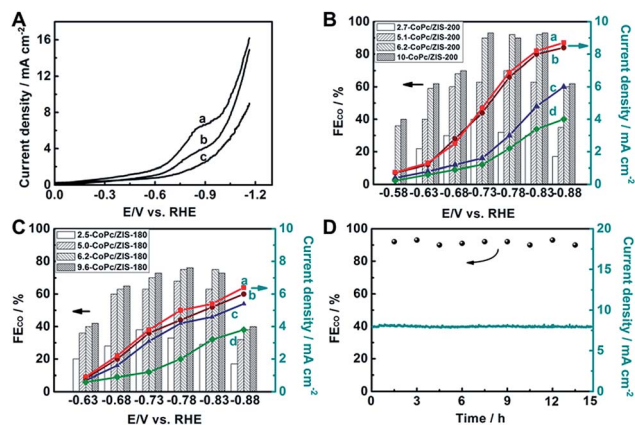 A
Current density / mA cm⁻²
16
12
8
4
0
a
b
c
0.0 -0.3 -0.6 -0.9 -1.2
E/V vs. RHE
B
2.7-CoPc/ZIS-200
5.1-CoPc/ZIS-200
6.2-CoPc/ZIS-200
10-CoPc/ZIS-200
FE_CO / %
100
80
60
40
20
0
a
b
c
d
10
8
6
4
2
0
Current density / mA cm⁻²
-0.58 -0.63 -0.68 -0.73 -0.78 -0.83 -0.88
E/V vs. RHE
C
2.5-CoPc/ZIS-180
5.0-CoPc/ZIS-180
6.2-CoPc/ZIS-180
9.6-CoPc/ZIS-180
FE_CO / %
100
80
60
40
20
0
a
b
c
d
10
8
6
4
2
0
Current density / mA cm⁻²
-0.63 -0.68 -0.73 -0.78 -0.83 -0.88
E/V vs. RHE
D
FE_CO / %
100
80
60
40
20
0
20
15
10
5
0
Current density / mA cm⁻²
0 3 6 9 12 15
Time / h